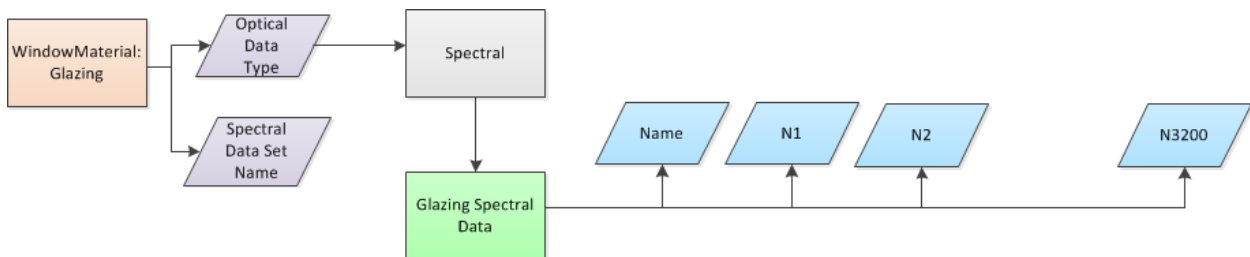 WindowMaterial:
Glazing
Optical
Data
Type
Spectral
Data Set
Name
Spectral
Glazing Spectral
Data
Name
N1
N2
N3200